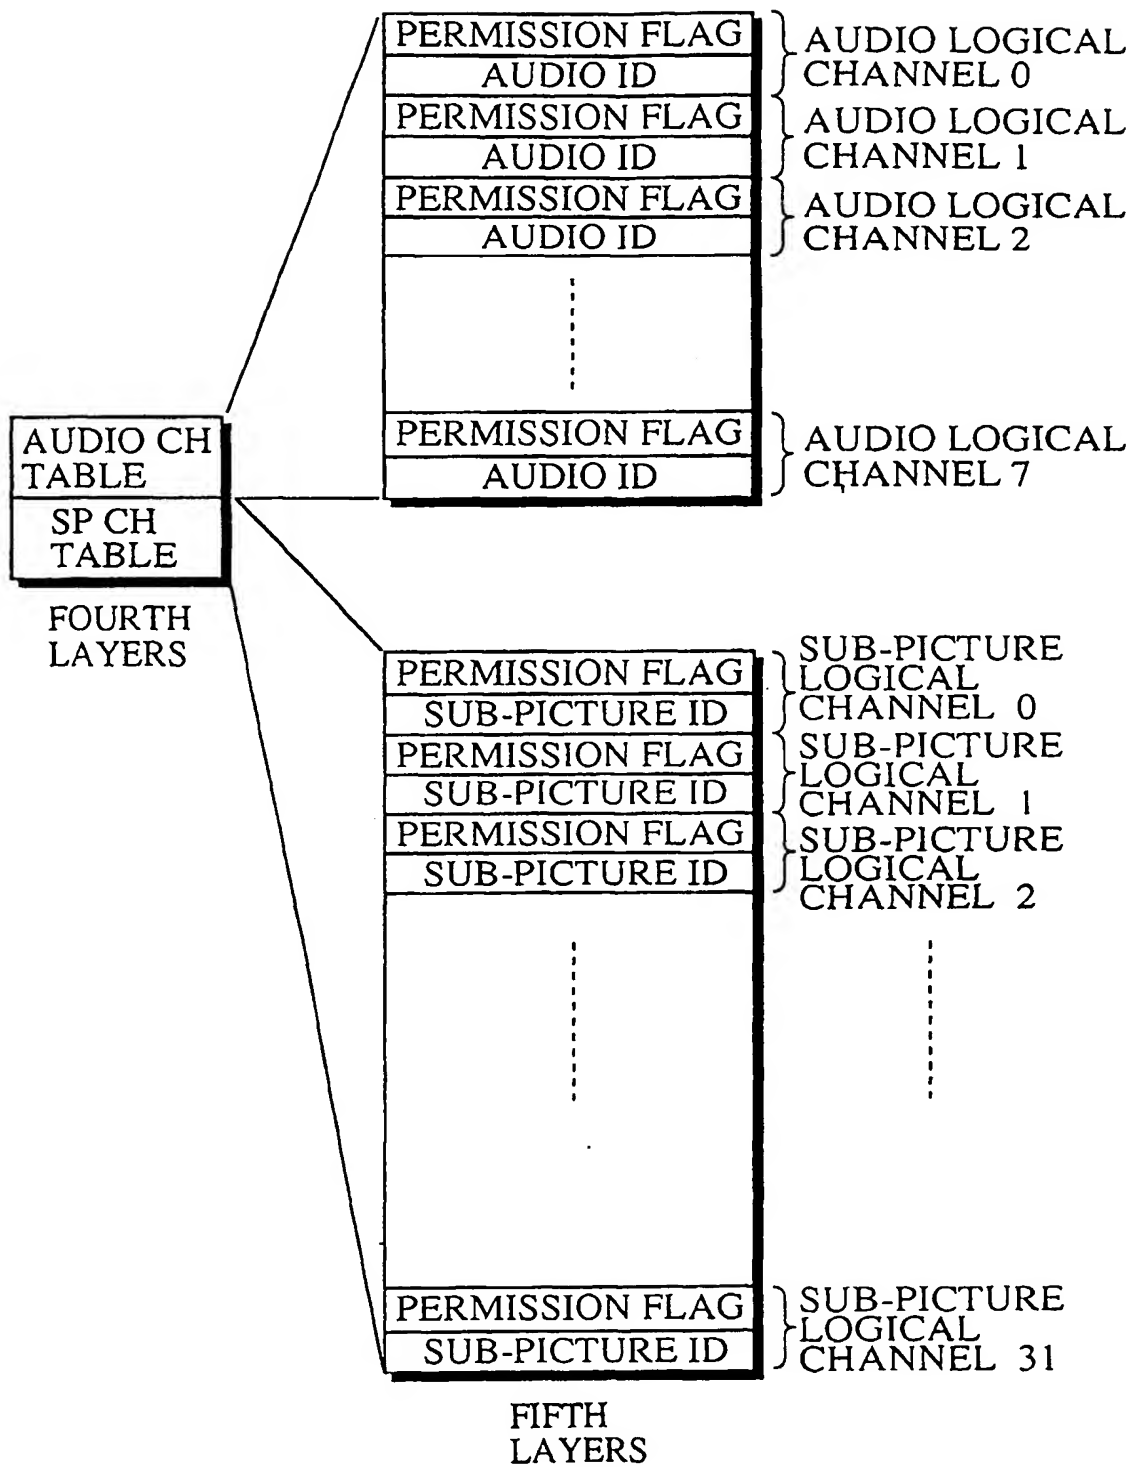 PERMISSION FLAG
AUDIO ID
AUDIO LOGICAL
CHANNEL 0
PERMISSION FLAG
AUDIO ID
AUDIO LOGICAL
CHANNEL 1
PERMISSION FLAG
AUDIO ID
AUDIO LOGICAL
CHANNEL 2
PERMISSION FLAG
AUDIO ID
AUDIO LOGICAL
CHANNEL 7
AUDIO CH
TABLE
SP CH
TABLE
FOURTH
LAYERS
PERMISSION FLAG
SUB-PICTURE ID
SUB-PICTURE
LOGICAL
CHANNEL 0
PERMISSION FLAG
SUB-PICTURE ID
SUB-PICTURE
LOGICAL
CHANNEL 1
PERMISSION FLAG
SUB-PICTURE ID
SUB-PICTURE
LOGICAL
CHANNEL 2
PERMISSION FLAG
SUB-PICTURE ID
SUB-PICTURE
LOGICAL
CHANNEL 31
FIFTH
LAYERS